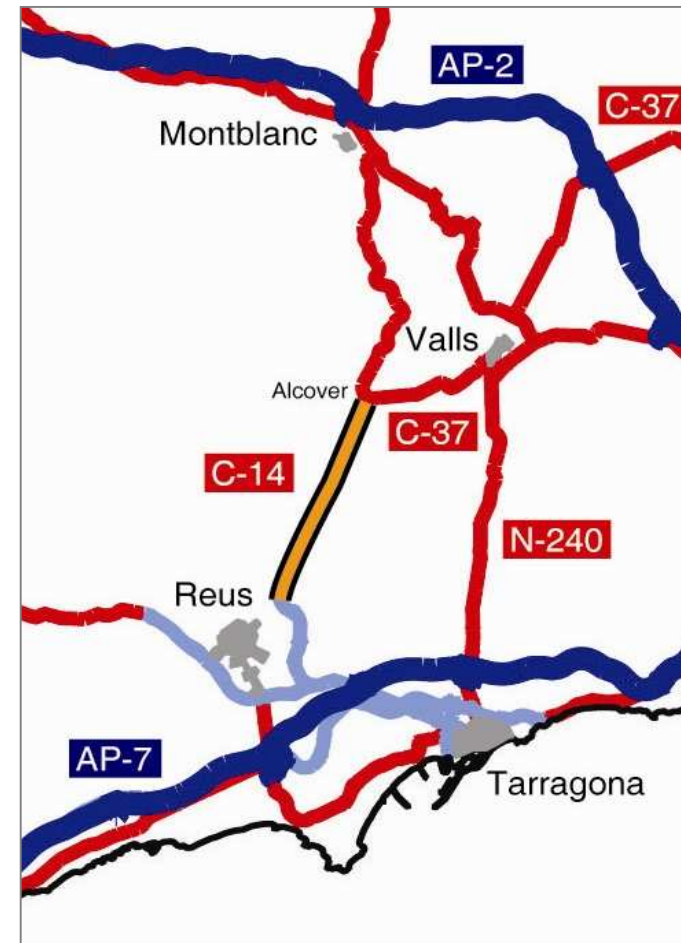 AP-2
C-37
Montblanc
Valls
Alcover
C-37
C-14
N-240
Reus
AP-7
Tarragona